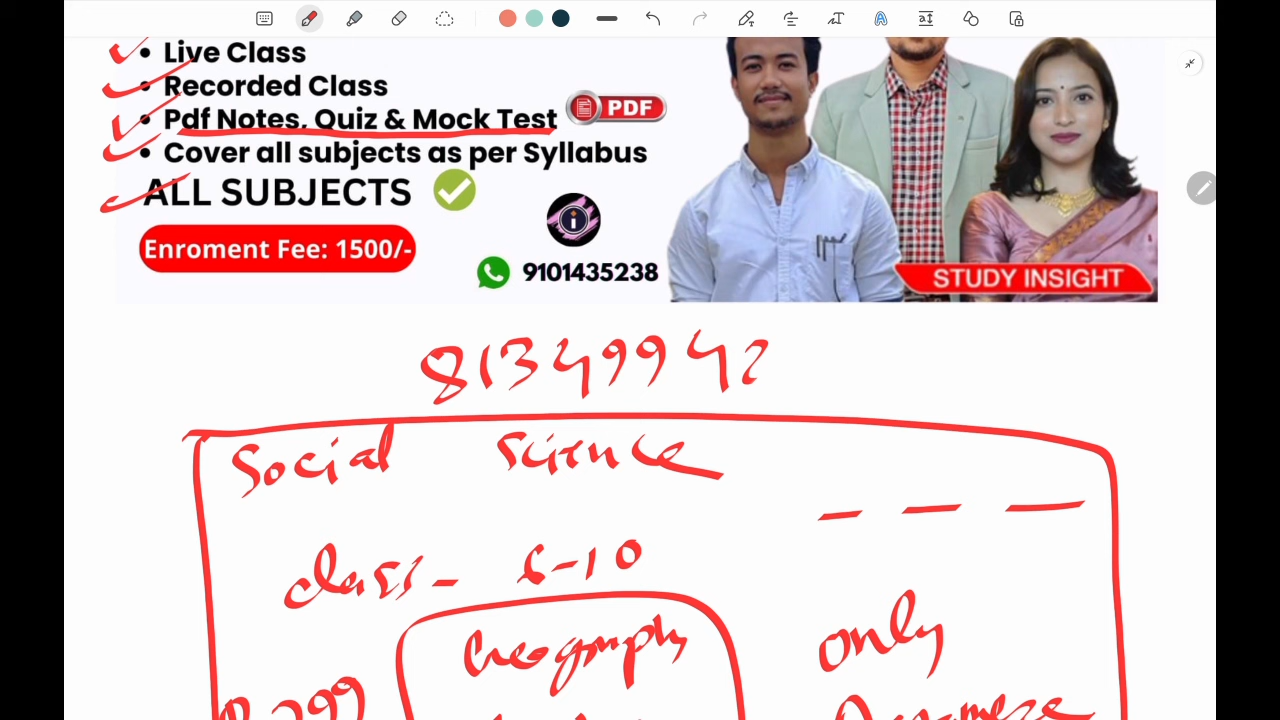 Live Class
Recorded Class
Pdf Notes, Quiz & Mock Test
PDF
Cover all subjects as per Syllabus
ALL SUBJECTS
Enroment Fee: 1500/-
9101435238
STUDY INSIGHT
Social Science
class - 6-10
Geography
only